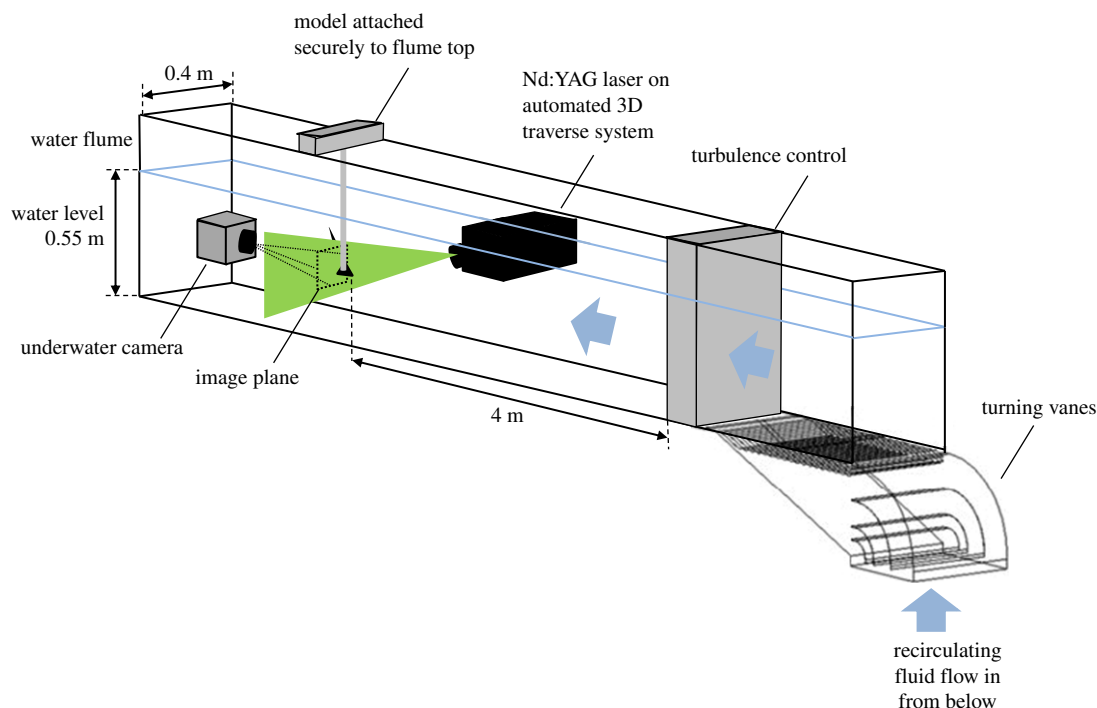 model attached
securely to flume top
0.4 m
Nd:YAG laser on
automated 3D
traverse system
water flume
turbulence control
water level
0.55 m
underwater camera
image plane
4 m
turning vanes
recirculating
fluid flow in
from below